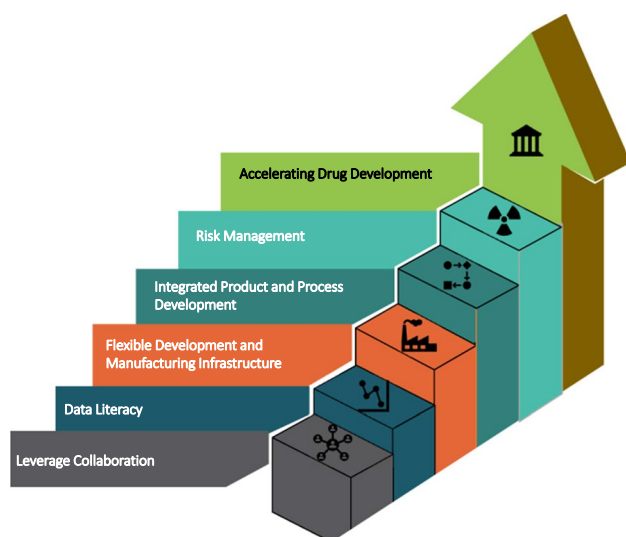 Accelerating Drug Development
Risk Management
Integrated Product and Process
Development
Flexible Development and
Manufacturing Infrastructure
Data Literacy
Leverage Collaboration